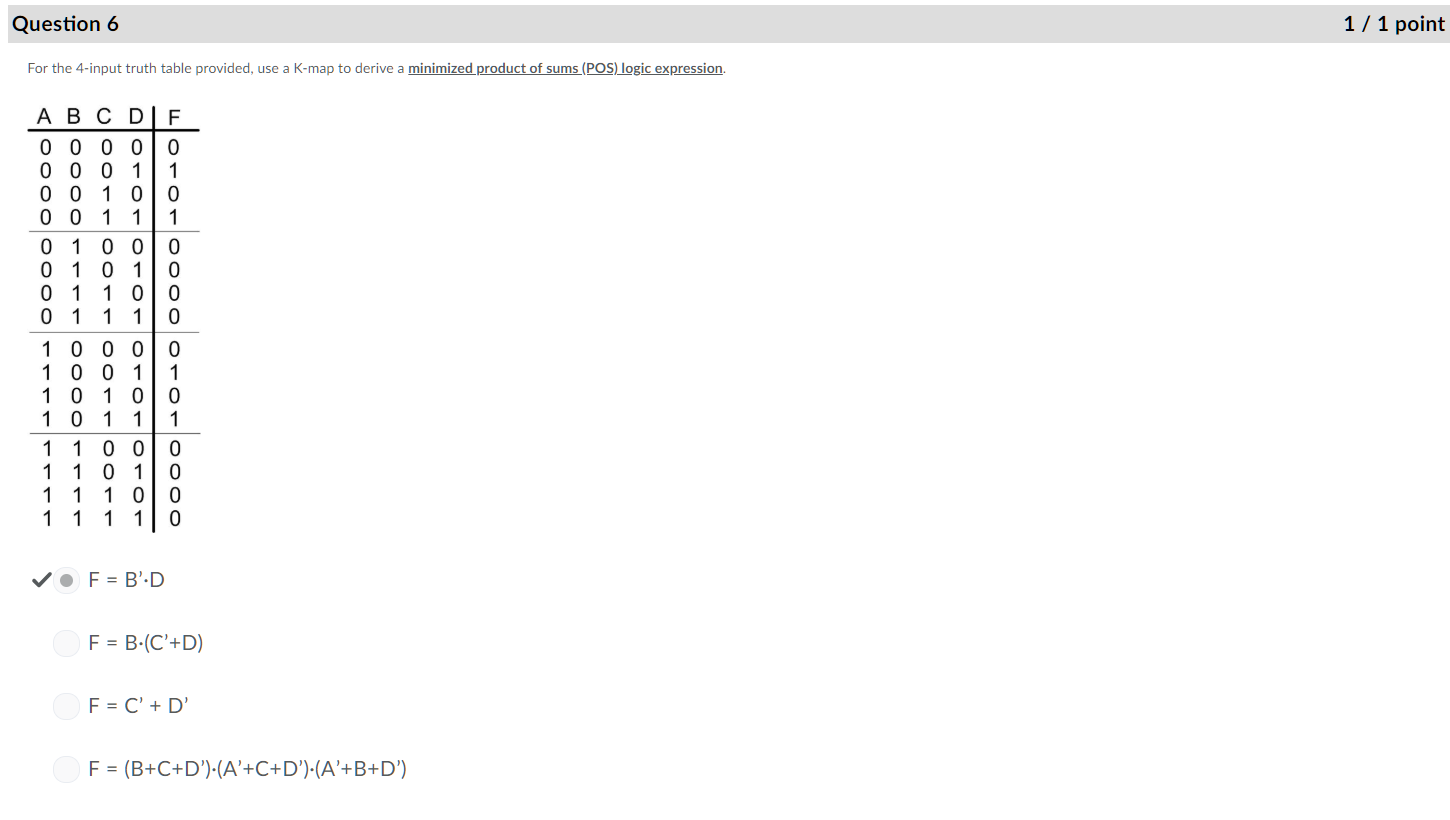 Question 6 1 / 1 point
For the 4-input truth table provided, use a K-map to derive a minimized product of sums (POS) logic expression.
A B C D F
0 0 0 0 0
0 0 0 1 1
0 0 1 0 0
0 0 1 1 1
0 1 0 0 0
0 1 0 1 0
0 1 1 0 0
0 1 1 1 0
1 0 0 0 0
1 0 0 1 1
1 0 1 0 0
1 0 1 1 1
1 1 0 0 0
1 1 0 1 0
1 1 1 0 0
1 1 1 1 0
F = B’·D
F = B·(C’+D)
F = C’ + D’
F = (B+C+D’)·(A’+C+D’)·(A’+B+D’)